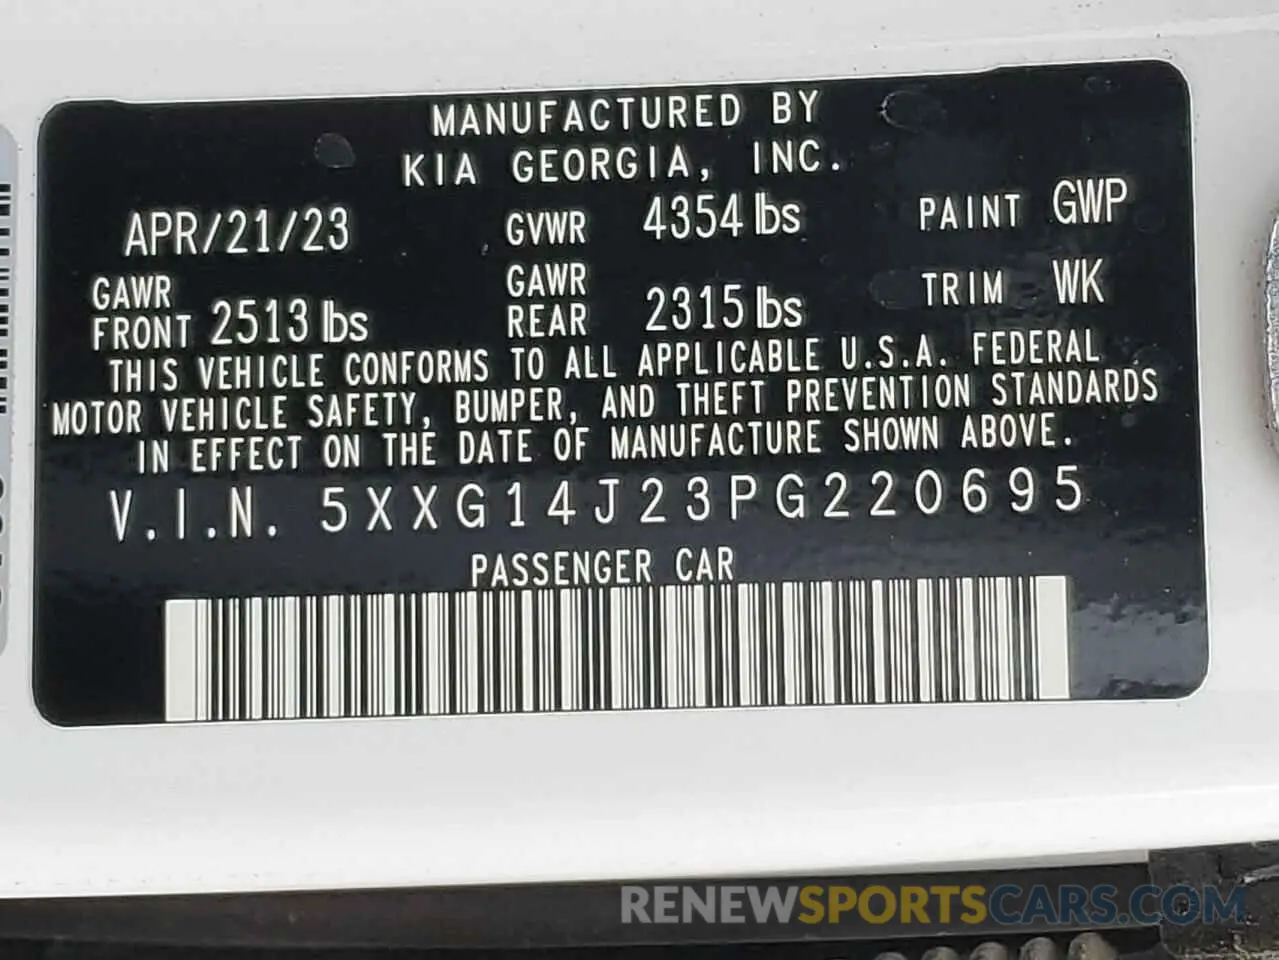 MANUFACTURED BY
KIA GEORGIA, INC.
APR/21/23 GVWR 4354 lbs PAINT GWP
GAWR FRONT 2513 lbs GAWR REAR 2315 lbs TRIM WK
THIS VEHICLE CONFORMS TO ALL APPLICABLE U.S.A. FEDERAL
MOTOR VEHICLE SAFETY, BUMPER, AND THEFT PREVENTION STANDARDS
IN EFFECT ON THE DATE OF MANUFACTURE SHOWN ABOVE.
V.I.N. 5XXG14J23PG220695
PASSENGER CAR
RENEWSPORTSCARS.COM